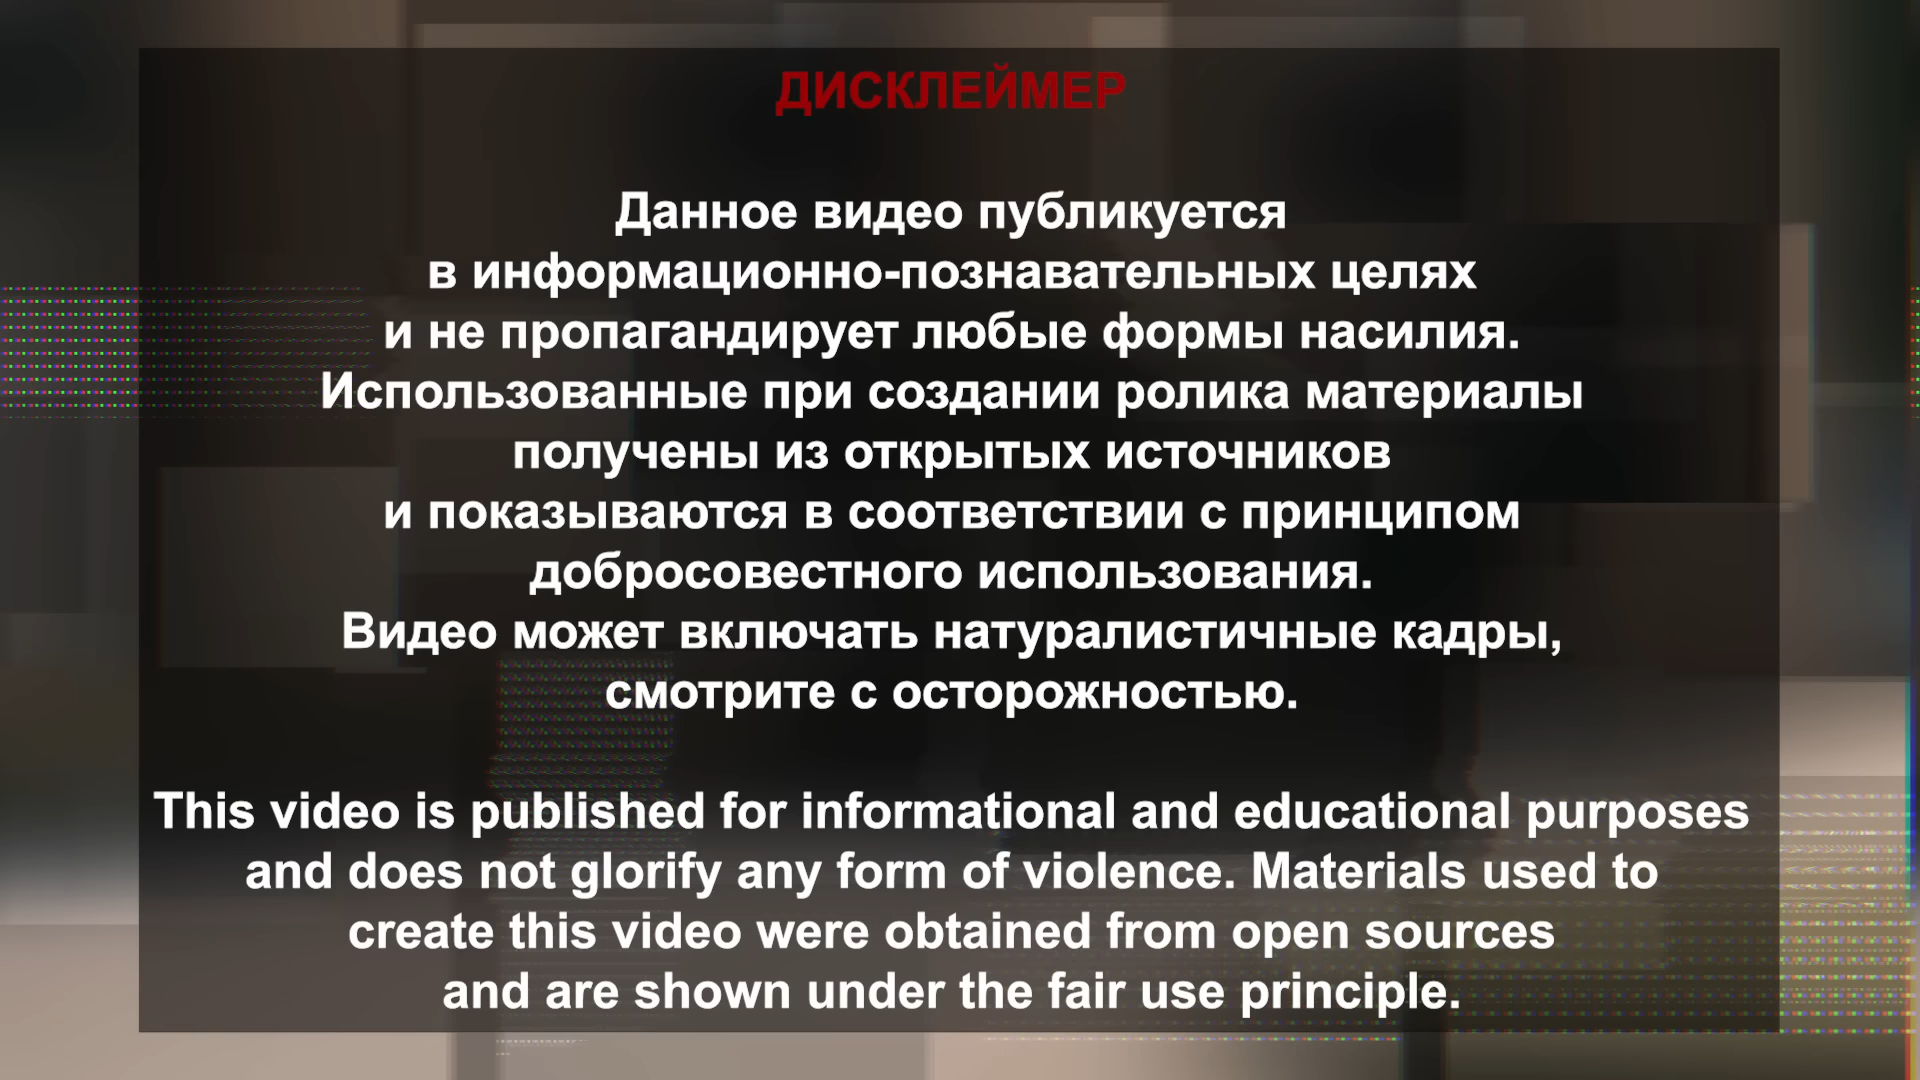 ДИСКЛЕЙМЕР
Данное видео публикуется
в информационно-познавательных целях
и не пропагандирует любые формы насилия.
Использованные при создании ролика материалы
получены из открытых источников
и показываются в соответствии с принципом
добросовестного использования.
Видео может включать натуралистичные кадры,
смотрите с осторожностью.
This video is published for informational and educational purposes
and does not glorify any form of violence. Materials used to
create this video were obtained from open sources
and are shown under the fair use principle.